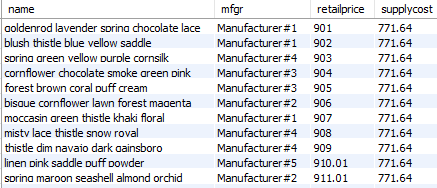 name mfgr retailprice supplycost
goldenrod lavender spring chocolate lace Manufacturer#1 901 771.64
blush thistle blue yellow saddle Manufacturer#1 902 771.64
spring green yellow purple cornsilk Manufacturer#4 903 771.64
cornflower chocolate smoke green pink Manufacturer#3 904 771.64
forest brown coral puff cream Manufacturer#3 905 771.64
bisque cornflower lawn forest magenta Manufacturer#2 906 771.64
moccasin green thistle khaki floral Manufacturer#1 907 771.64
misty lace thistle snow royal Manufacturer#4 908 771.64
thistle dim navajo dark gainsboro Manufacturer#4 909 771.64
linen pink saddle puff powder Manufacturer#5 910.01 771.64
spring maroon seashell almond orchid Manufacturer#2 911.01 771.64